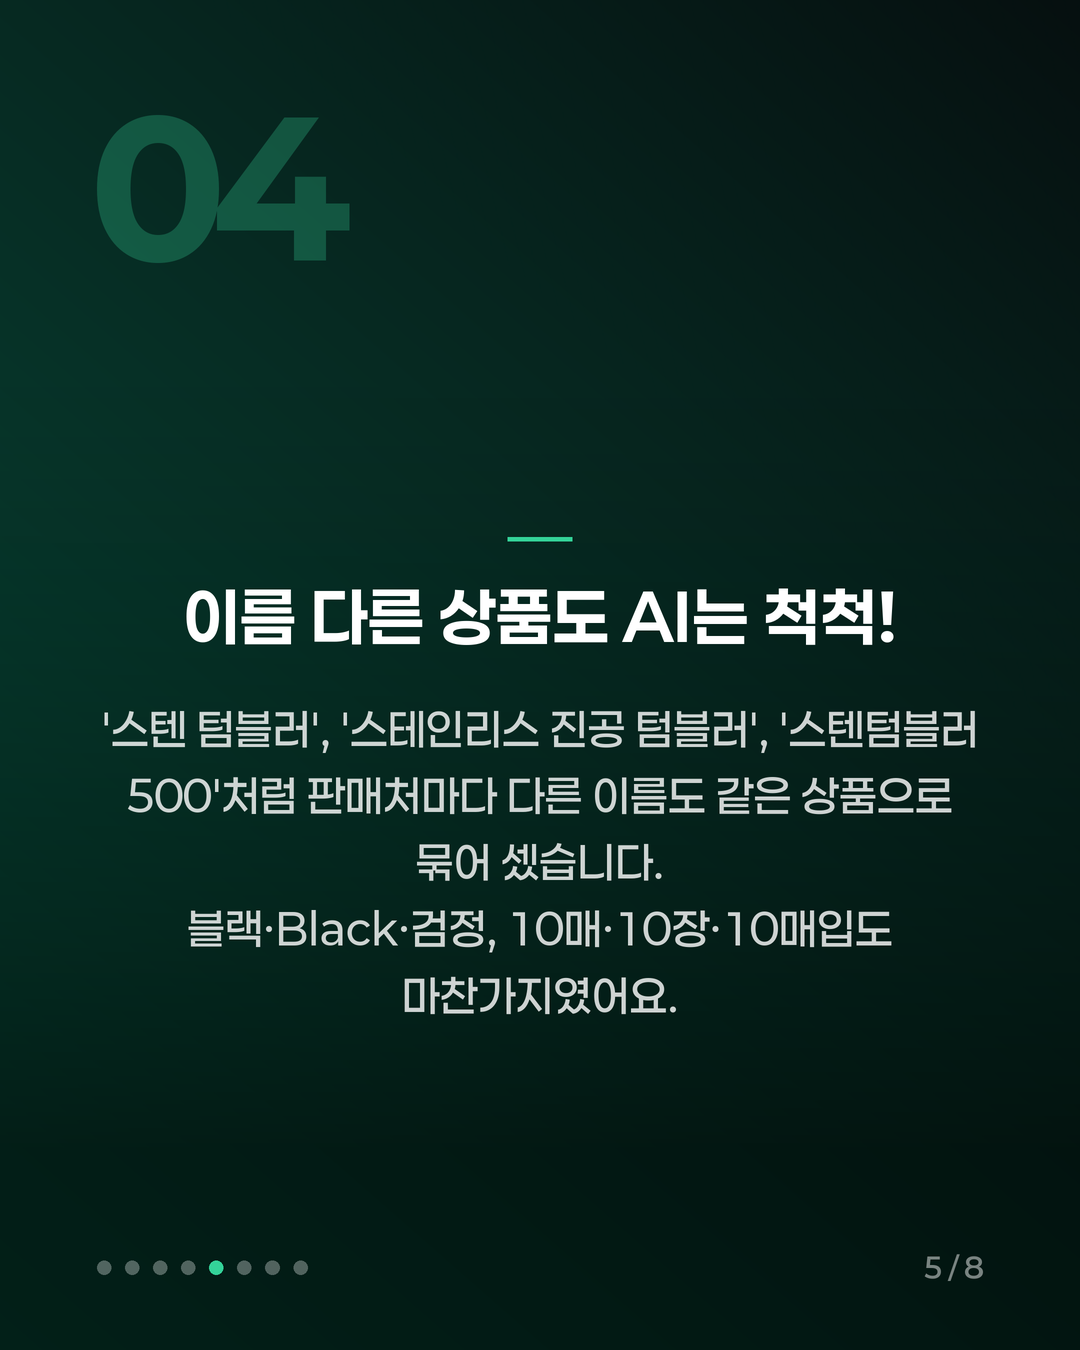 04
이름 다른 상품도 AI는 척척!
'스텐 텀블러', '스테인리스 진공 텀블러', '스텐텀블러
500'처럼 판매처마다 다른 이름도 같은 상품으로
묶어 셌습니다.
블랙·Black·검정, 10매·10장·10매입도
마찬가지였어요.
5/8